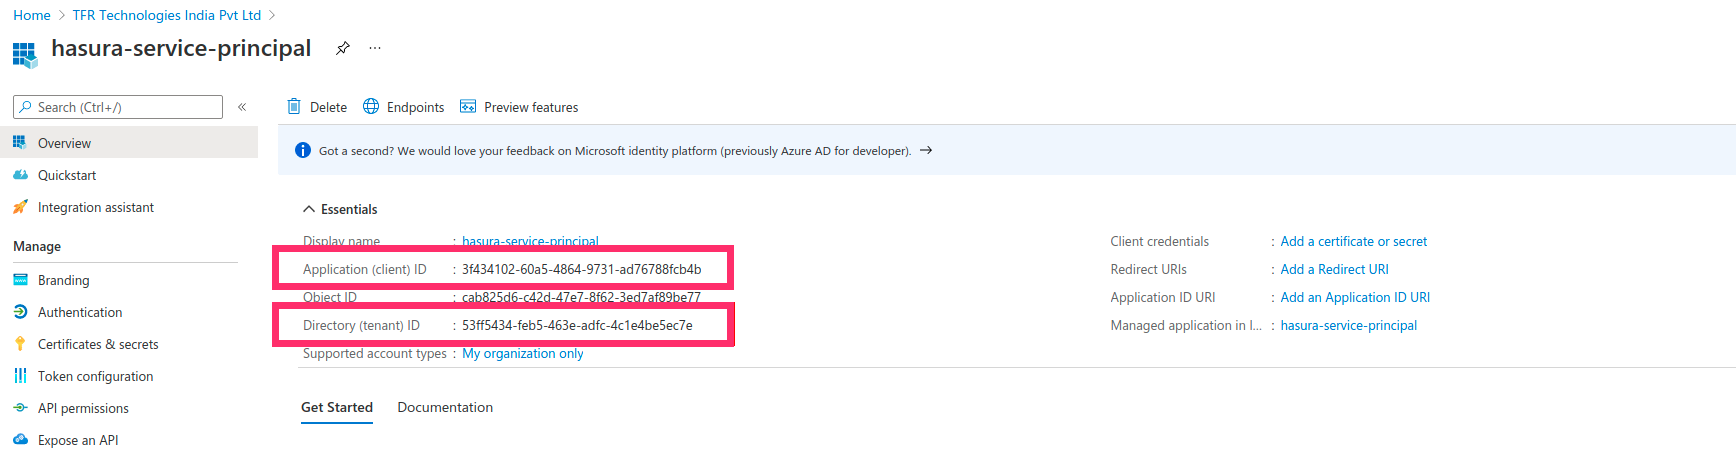 Home > TFR Technologies India Pvt Ltd >
hasura-service-principal ...
Search (Ctrl+/) «
Overview
Quickstart
Integration assistant
Manage
Branding
Authentication
Certificates & secrets
Token configuration
API permissions
Expose an API
Delete Endpoints Preview features
Got a second? We would love your feedback on Microsoft identity platform (previously Azure AD for developer). →
Essentials
Display name : hasura-service-principal
Application (client) ID : 3f434102-60a5-4864-9731-ad76788fcb4b
Object ID : cab825d6-c42d-47e7-8f62-3ed7af89be77
Directory (tenant) ID : 53ff5434-feb5-463e-adfc-4c1e4be5ec7e
Supported account types : My organization only
Client credentials : Add a certificate or secret
Redirect URIs : Add a Redirect URI
Application ID URI : Add an Application ID URI
Managed application in l... : hasura-service-principal
Get Started Documentation